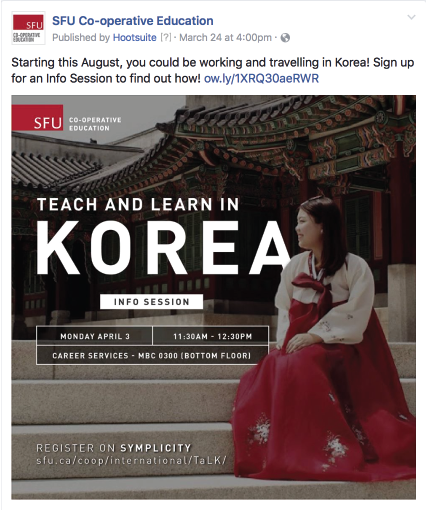 SFU
CO-OPERATIVE
EDUCATION
SFU Co-operative Education
Published by Hootsuite [?] · March 24 at 4:00pm ·
Starting this August, you could be working and travelling in Korea! Sign up
for an Info Session to find out how! ow.ly/1XRQ30aeRWR
SFU
CO-OPERATIVE
EDUCATION
TEACH AND LEARN IN
KOREA
INFO SESSION
MONDAY APRIL 3
11:30AM - 12:30PM
CAREER SERVICES - MBC 0300 (BOTTOM FLOOR)
REGISTER ON SYMPLICITY
sfu.ca/coop/international/TaLK/